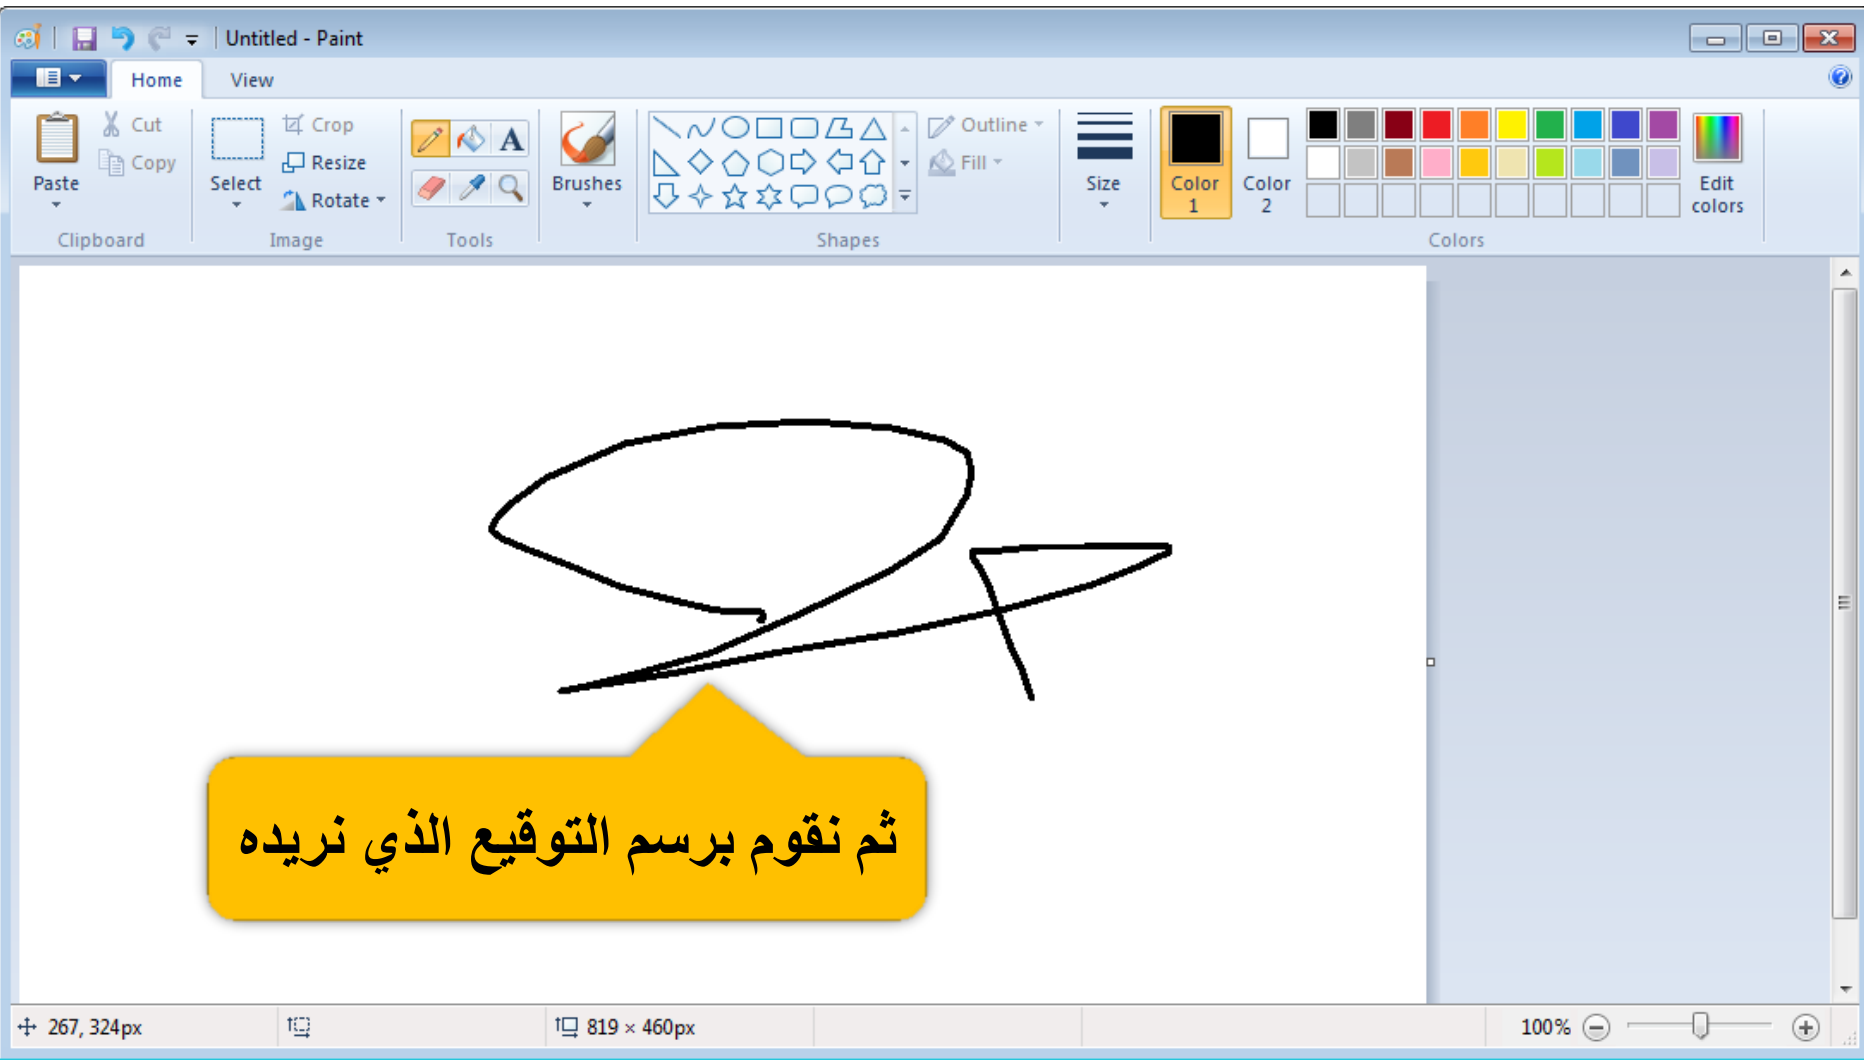 Untitled - Paint
Home View
Paste
Cut
Copy
Clipboard
Select
Crop
Resize
Rotate
Image
A
Tools
Brushes
Outline
Fill
Shapes
Size
Color 1
Color 2
Edit colors
Colors
ثم نقوم برسم التوقيع الذي نريده
267, 324px
819 × 460px
100%